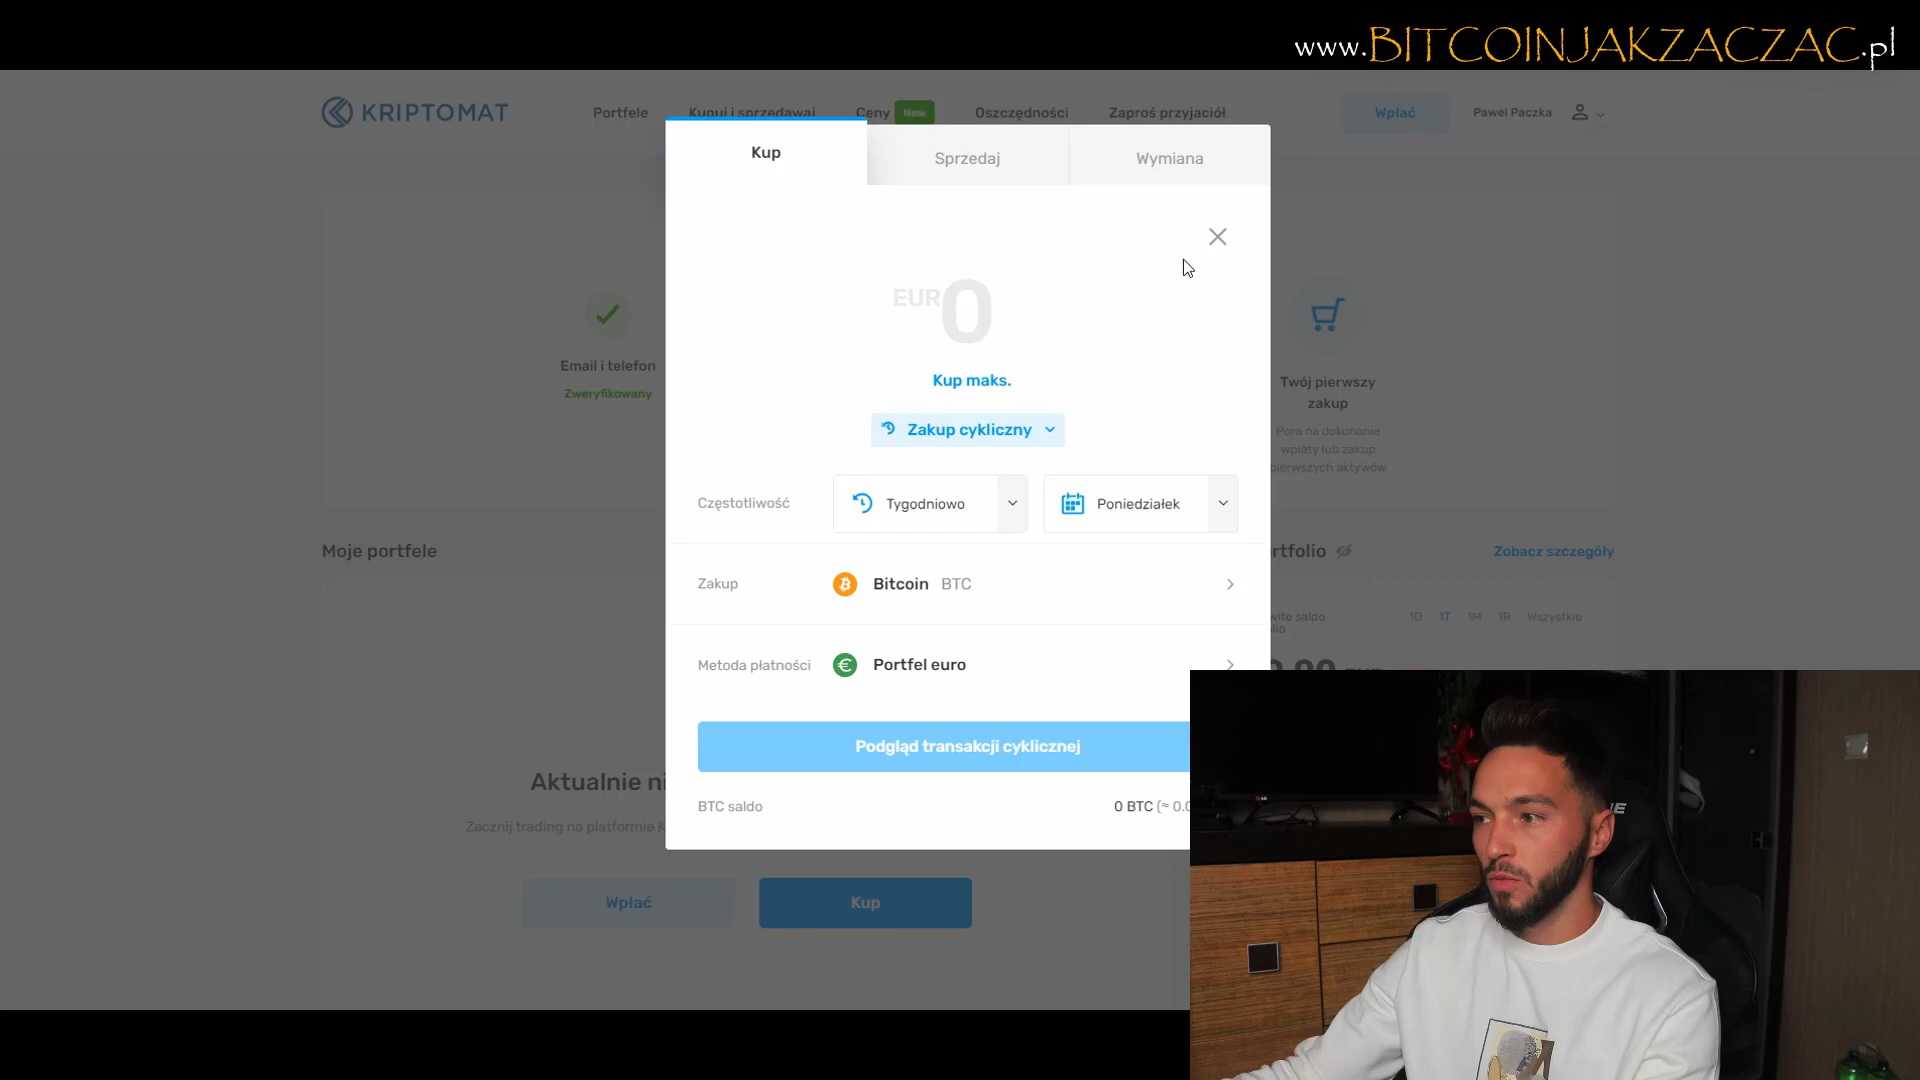 www.BITCOINJAKZACZAC.pl
KRIPTOMAT
Portfele
Kupuj i sprzedawaj
Ceny
New
Oszczędności
Zaproś przyjaciół
Wpłać
Pawel Paczka
Kup
Sprzedaj
Wymiana
EUR 0
Kup maks.
Zakup cykliczny
Częstotliwość
Tygodniowo
Poniedziałek
Zakup
Bitcoin BTC
Metoda płatności
Portfel euro
Podgląd transakcji cyklicznej
BTC saldo
0 BTC (≈ 0.0
Email i telefon
Zweryfikowany
Twój pierwszy
zakup
Pora na dokonanie
wpłaty lub zakup
pierwszych aktywów
Moje portfele
Zobacz szczegóły
saldo
1D 1T 1M 1R Wszystkie
Aktualnie ni
Zacznij trading na platformie K
Wpłać
Kup